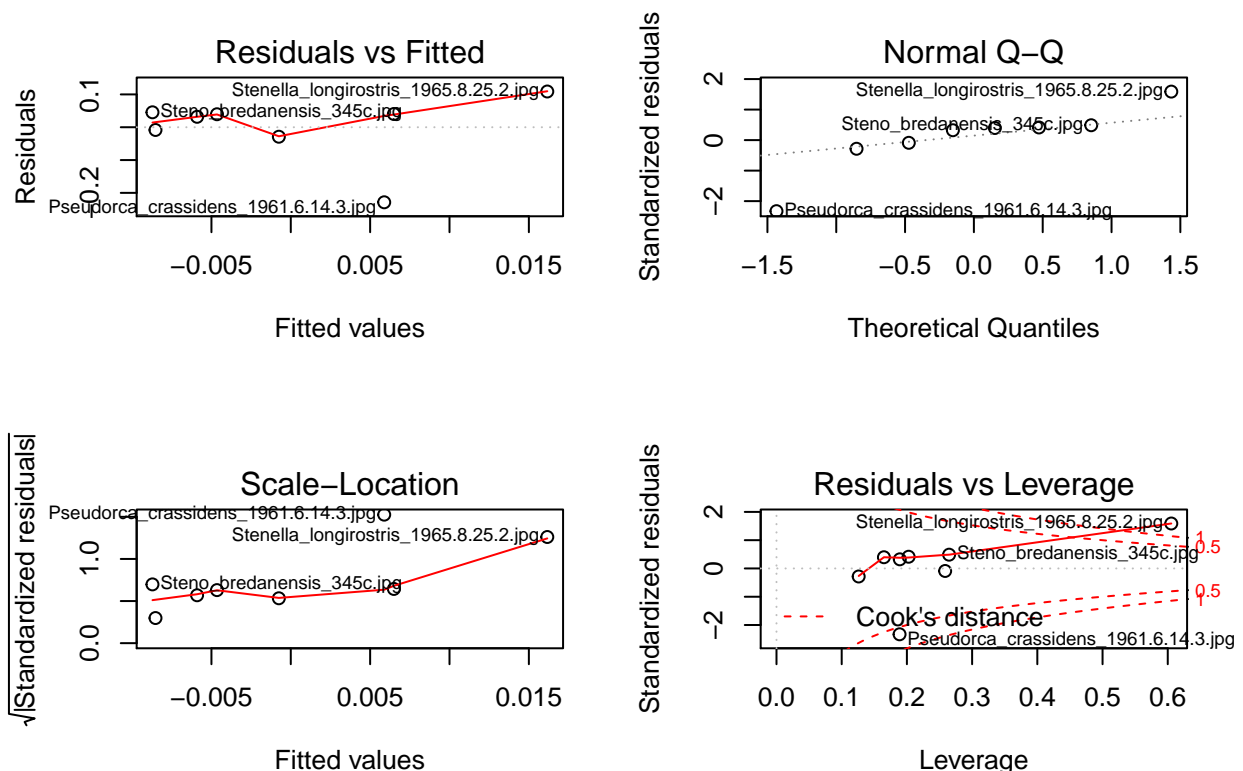 Residuals vs Fitted
Residuals
0.1
−0.2
Stenella_longirostris_1965.8.25.2.jpg
Steno_bredanensis_345c.jpg
Pseudorca_crassidens_1961.6.14.3.jpg
−0.005 0.005 0.015
Fitted values
Normal Q−Q
Standardized residuals
2
0
−2
Stenella_longirostris_1965.8.25.2.jpg
Steno_bredanensis_345c.jpg
Pseudorca_crassidens_1961.6.14.3.jpg
−1.5 −0.5 0.0 0.5 1.0 1.5
Theoretical Quantiles
Scale−Location
√|Standardized residuals|
1.0
0.0
Pseudorca_crassidens_1961.6.14.3.jpg
Stenella_longirostris_1965.8.25.2.jpg
Steno_bredanensis_345c.jpg
−0.005 0.005 0.015
Fitted values
Residuals vs Leverage
Standardized residuals
2
0
−2
Stenella_longirostris_1965.8.25.2.jpg
Steno_bredanensis_345c.jpg
1
0.5
0.5
1
Cook's distance
Pseudorca_crassidens_1961.6.14.3.jpg
0.0 0.1 0.2 0.3 0.4 0.5 0.6
Leverage